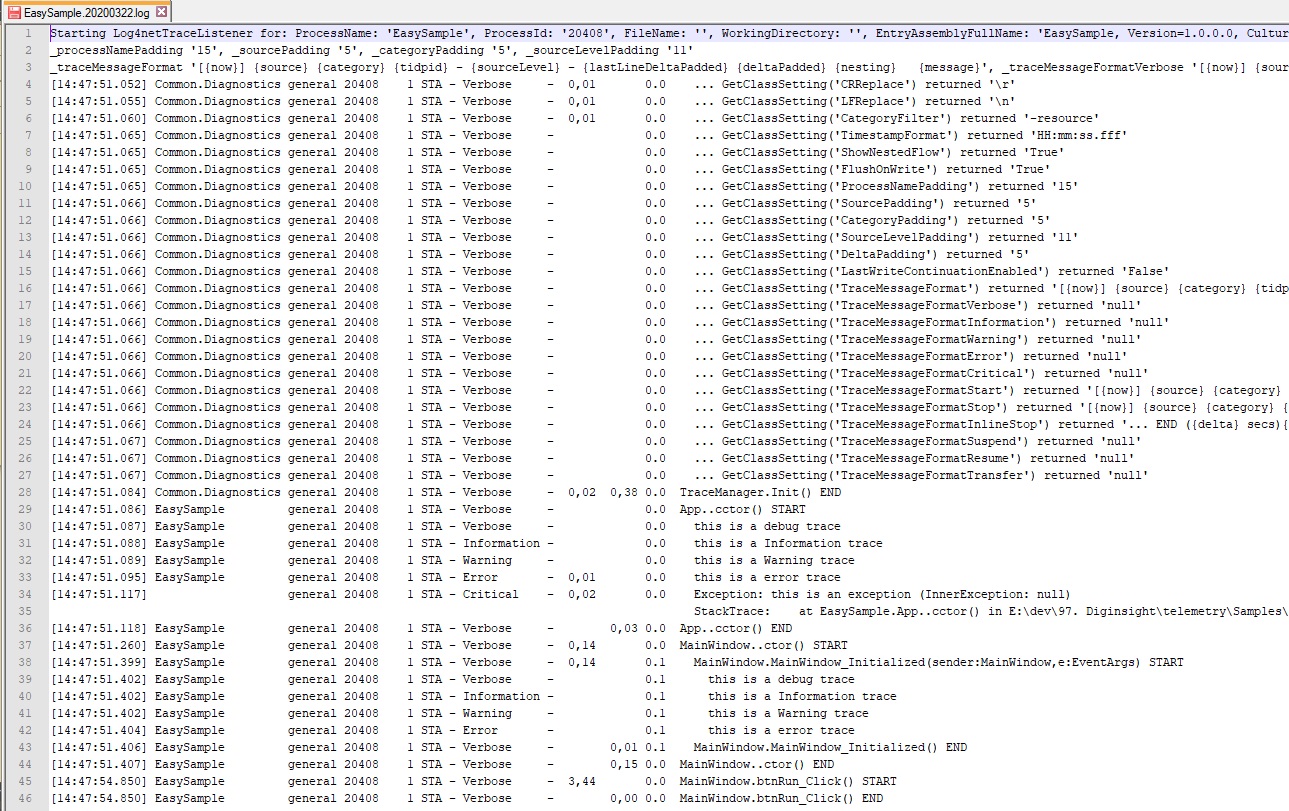 EasySample.20200322.log
1 Starting Log4netTraceListener for: ProcessName: 'EasySample', ProcessId: '20408', FileName: '', WorkingDirectory: '', EntryAssemblyFullName: 'EasySample, Version=1.0.0.0, Cultur
2 _processNamePadding '15', _sourcePadding '5', _categoryPadding '5', _sourceLevelPadding '11'
3 _traceMessageFormat '[{now}] {source} {category} {tidpid} - {sourceLevel} - {lastLineDeltaPadded} {deltaPadded} {nesting} {message}', _traceMessageFormatVerbose '[{now}] {sour
4 [14:47:51.052] Common.Diagnostics general 20408 1 STA - Verbose - 0,01 0.0 ... GetClassSetting('CRReplace') returned '\r'
5 [14:47:51.055] Common.Diagnostics general 20408 1 STA - Verbose - 0,01 0.0 ... GetClassSetting('LFReplace') returned '\n'
6 [14:47:51.060] Common.Diagnostics general 20408 1 STA - Verbose - 0,01 0.0 ... GetClassSetting('CategoryFilter') returned '-resource'
7 [14:47:51.065] Common.Diagnostics general 20408 1 STA - Verbose - 0.0 ... GetClassSetting('TimestampFormat') returned 'HH:mm:ss.fff'
8 [14:47:51.065] Common.Diagnostics general 20408 1 STA - Verbose - 0.0 ... GetClassSetting('ShowNestedFlow') returned 'True'
9 [14:47:51.065] Common.Diagnostics general 20408 1 STA - Verbose - 0.0 ... GetClassSetting('FlushOnWrite') returned 'True'
10 [14:47:51.065] Common.Diagnostics general 20408 1 STA - Verbose - 0.0 ... GetClassSetting('ProcessNamePadding') returned '15'
11 [14:47:51.066] Common.Diagnostics general 20408 1 STA - Verbose - 0.0 ... GetClassSetting('SourcePadding') returned '5'
12 [14:47:51.066] Common.Diagnostics general 20408 1 STA - Verbose - 0.0 ... GetClassSetting('CategoryPadding') returned '5'
13 [14:47:51.066] Common.Diagnostics general 20408 1 STA - Verbose - 0.0 ... GetClassSetting('SourceLevelPadding') returned '11'
14 [14:47:51.066] Common.Diagnostics general 20408 1 STA - Verbose - 0.0 ... GetClassSetting('DeltaPadding') returned '5'
15 [14:47:51.066] Common.Diagnostics general 20408 1 STA - Verbose - 0.0 ... GetClassSetting('LastWriteContinuationEnabled') returned 'False'
16 [14:47:51.066] Common.Diagnostics general 20408 1 STA - Verbose - 0.0 ... GetClassSetting('TraceMessageFormat') returned '[{now}] {source} {category} {tidp
17 [14:47:51.066] Common.Diagnostics general 20408 1 STA - Verbose - 0.0 ... GetClassSetting('TraceMessageFormatVerbose') returned 'null'
18 [14:47:51.066] Common.Diagnostics general 20408 1 STA - Verbose - 0.0 ... GetClassSetting('TraceMessageFormatInformation') returned 'null'
19 [14:47:51.066] Common.Diagnostics general 20408 1 STA - Verbose - 0.0 ... GetClassSetting('TraceMessageFormatWarning') returned 'null'
20 [14:47:51.066] Common.Diagnostics general 20408 1 STA - Verbose - 0.0 ... GetClassSetting('TraceMessageFormatError') returned 'null'
21 [14:47:51.066] Common.Diagnostics general 20408 1 STA - Verbose - 0.0 ... GetClassSetting('TraceMessageFormatCritical') returned 'null'
22 [14:47:51.066] Common.Diagnostics general 20408 1 STA - Verbose - 0.0 ... GetClassSetting('TraceMessageFormatStart') returned '[{now}] {source} {category}
23 [14:47:51.066] Common.Diagnostics general 20408 1 STA - Verbose - 0.0 ... GetClassSetting('TraceMessageFormatStop') returned '[{now}] {source} {category} {
24 [14:47:51.066] Common.Diagnostics general 20408 1 STA - Verbose - 0.0 ... GetClassSetting('TraceMessageFormatInlineStop') returned '... END ({delta} secs){
25 [14:47:51.067] Common.Diagnostics general 20408 1 STA - Verbose - 0.0 ... GetClassSetting('TraceMessageFormatSuspend') returned 'null'
26 [14:47:51.067] Common.Diagnostics general 20408 1 STA - Verbose - 0.0 ... GetClassSetting('TraceMessageFormatResume') returned 'null'
27 [14:47:51.067] Common.Diagnostics general 20408 1 STA - Verbose - 0.0 ... GetClassSetting('TraceMessageFormatTransfer') returned 'null'
28 [14:47:51.084] Common.Diagnostics general 20408 1 STA - Verbose - 0,02 0,38 0.0 TraceManager.Init() END
29 [14:47:51.086] EasySample general 20408 1 STA - Verbose - 0.0 App..cctor() START
30 [14:47:51.087] EasySample general 20408 1 STA - Verbose - 0.0 this is a debug trace
31 [14:47:51.088] EasySample general 20408 1 STA - Information - 0.0 this is a Information trace
32 [14:47:51.089] EasySample general 20408 1 STA - Warning - 0.0 this is a Warning trace
33 [14:47:51.095] EasySample general 20408 1 STA - Error - 0,01 0.0 this is a error trace
34 [14:47:51.117] general 20408 1 STA - Critical - 0,02 0.0 Exception: this is an exception (InnerException: null)
35 StackTrace: at EasySample.App..cctor() in E:\dev\97. Diginsight\telemetry\Samples\
36 [14:47:51.118] EasySample general 20408 1 STA - Verbose - 0,03 0.0 App..cctor() END
37 [14:47:51.260] EasySample general 20408 1 STA - Verbose - 0,14 0.0 MainWindow..ctor() START
38 [14:47:51.399] EasySample general 20408 1 STA - Verbose - 0,14 0.1 MainWindow.MainWindow_Initialized(sender:MainWindow,e:EventArgs) START
39 [14:47:51.402] EasySample general 20408 1 STA - Verbose - 0.1 this is a debug trace
40 [14:47:51.402] EasySample general 20408 1 STA - Information - 0.1 this is a Information trace
41 [14:47:51.402] EasySample general 20408 1 STA - Warning - 0.1 this is a Warning trace
42 [14:47:51.404] EasySample general 20408 1 STA - Error - 0.1 this is a error trace
43 [14:47:51.406] EasySample general 20408 1 STA - Verbose - 0,01 0.1 MainWindow.MainWindow_Initialized() END
44 [14:47:51.407] EasySample general 20408 1 STA - Verbose - 0,15 0.0 MainWindow..ctor() END
45 [14:47:54.850] EasySample general 20408 1 STA - Verbose - 3,44 0.0 MainWindow.btnRun_Click() START
46 [14:47:54.850] EasySample general 20408 1 STA - Verbose - 0,00 0.0 MainWindow.btnRun_Click() END